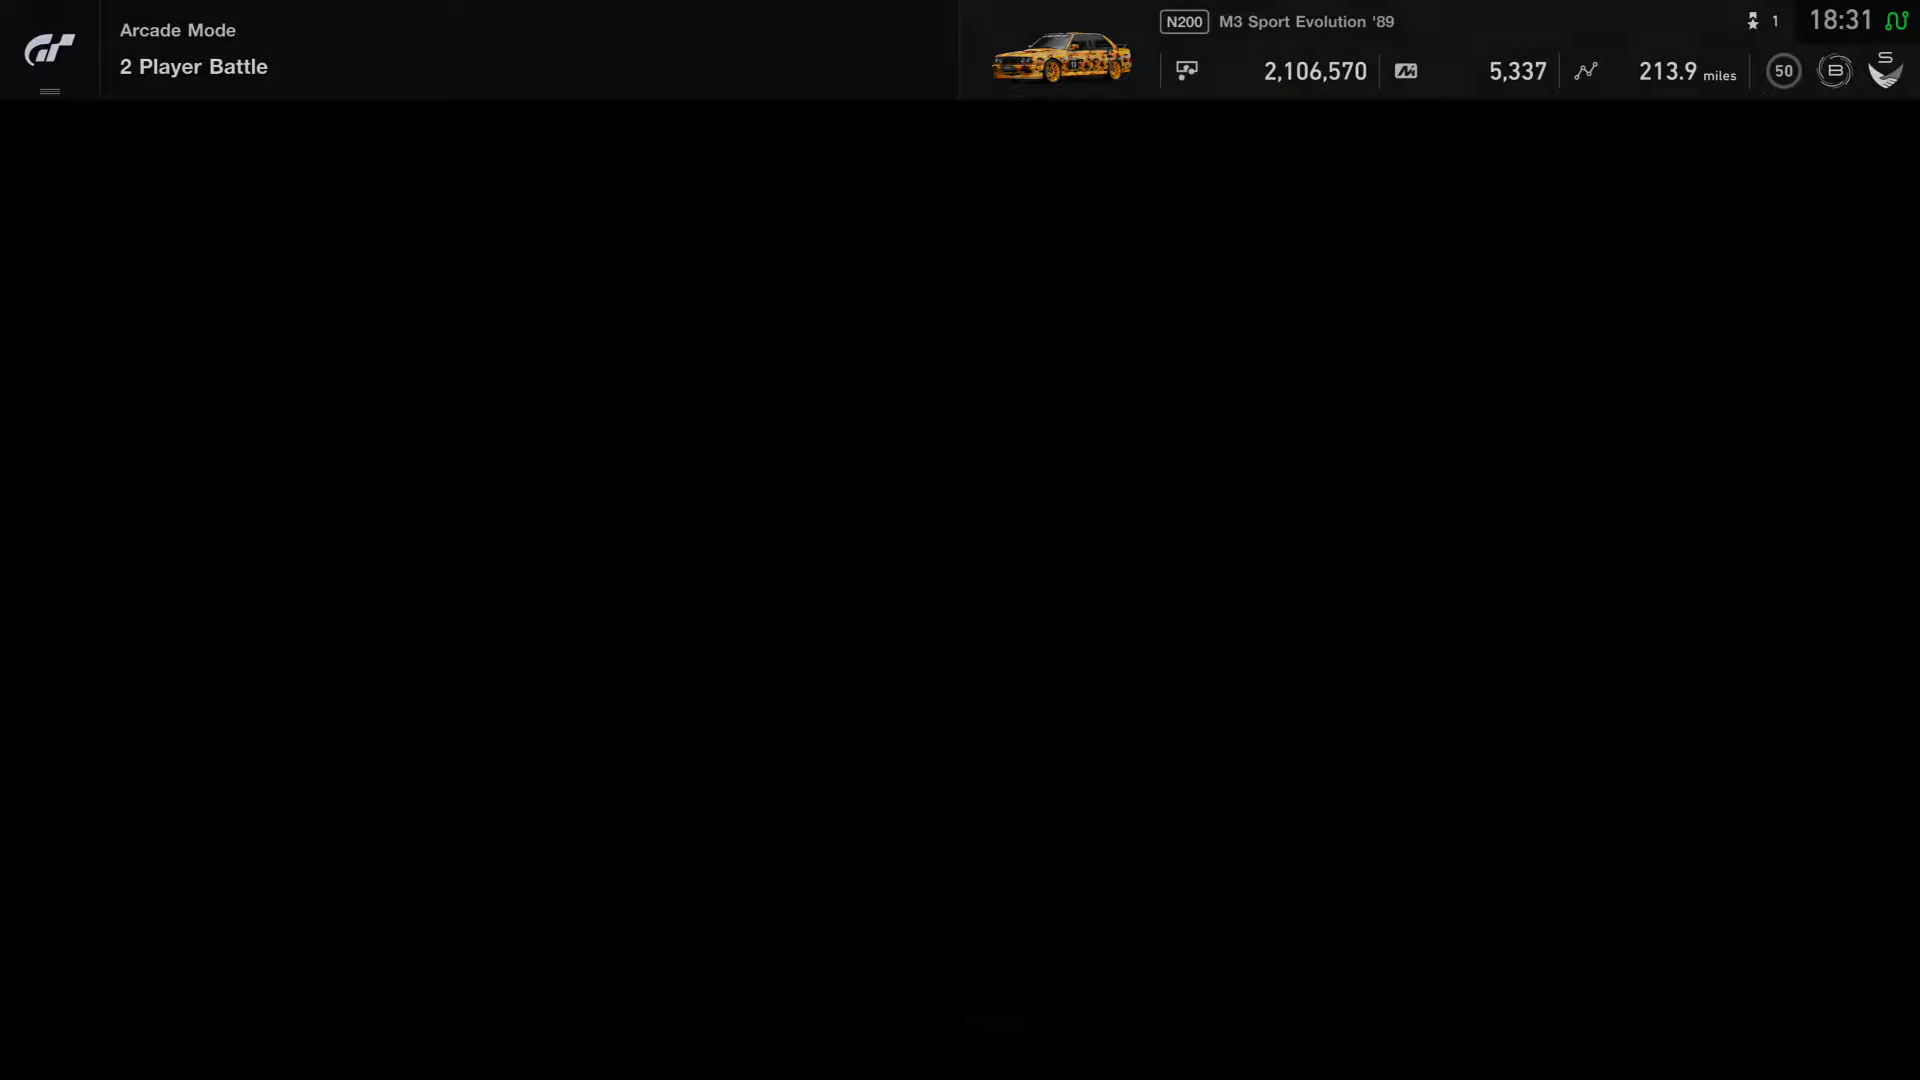 Arcade Mode
2 Player Battle
N200 M3 Sport Evolution '89
1 18:31
2,106,570 5,337 213.9 miles 50 B S